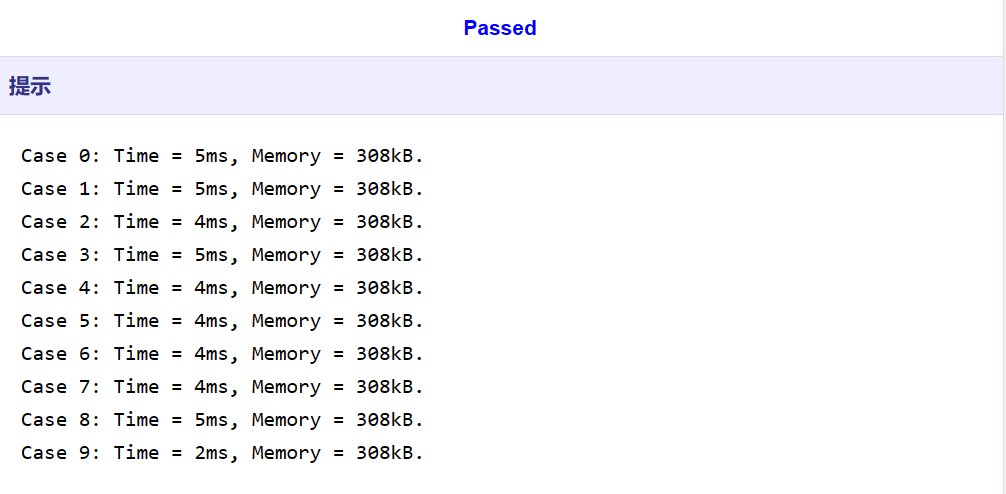 Passed
提示
Case 0: Time = 5ms, Memory = 308kB.
Case 1: Time = 5ms, Memory = 308kB.
Case 2: Time = 4ms, Memory = 308kB.
Case 3: Time = 5ms, Memory = 308kB.
Case 4: Time = 4ms, Memory = 308kB.
Case 5: Time = 4ms, Memory = 308kB.
Case 6: Time = 4ms, Memory = 308kB.
Case 7: Time = 4ms, Memory = 308kB.
Case 8: Time = 5ms, Memory = 308kB.
Case 9: Time = 2ms, Memory = 308kB.